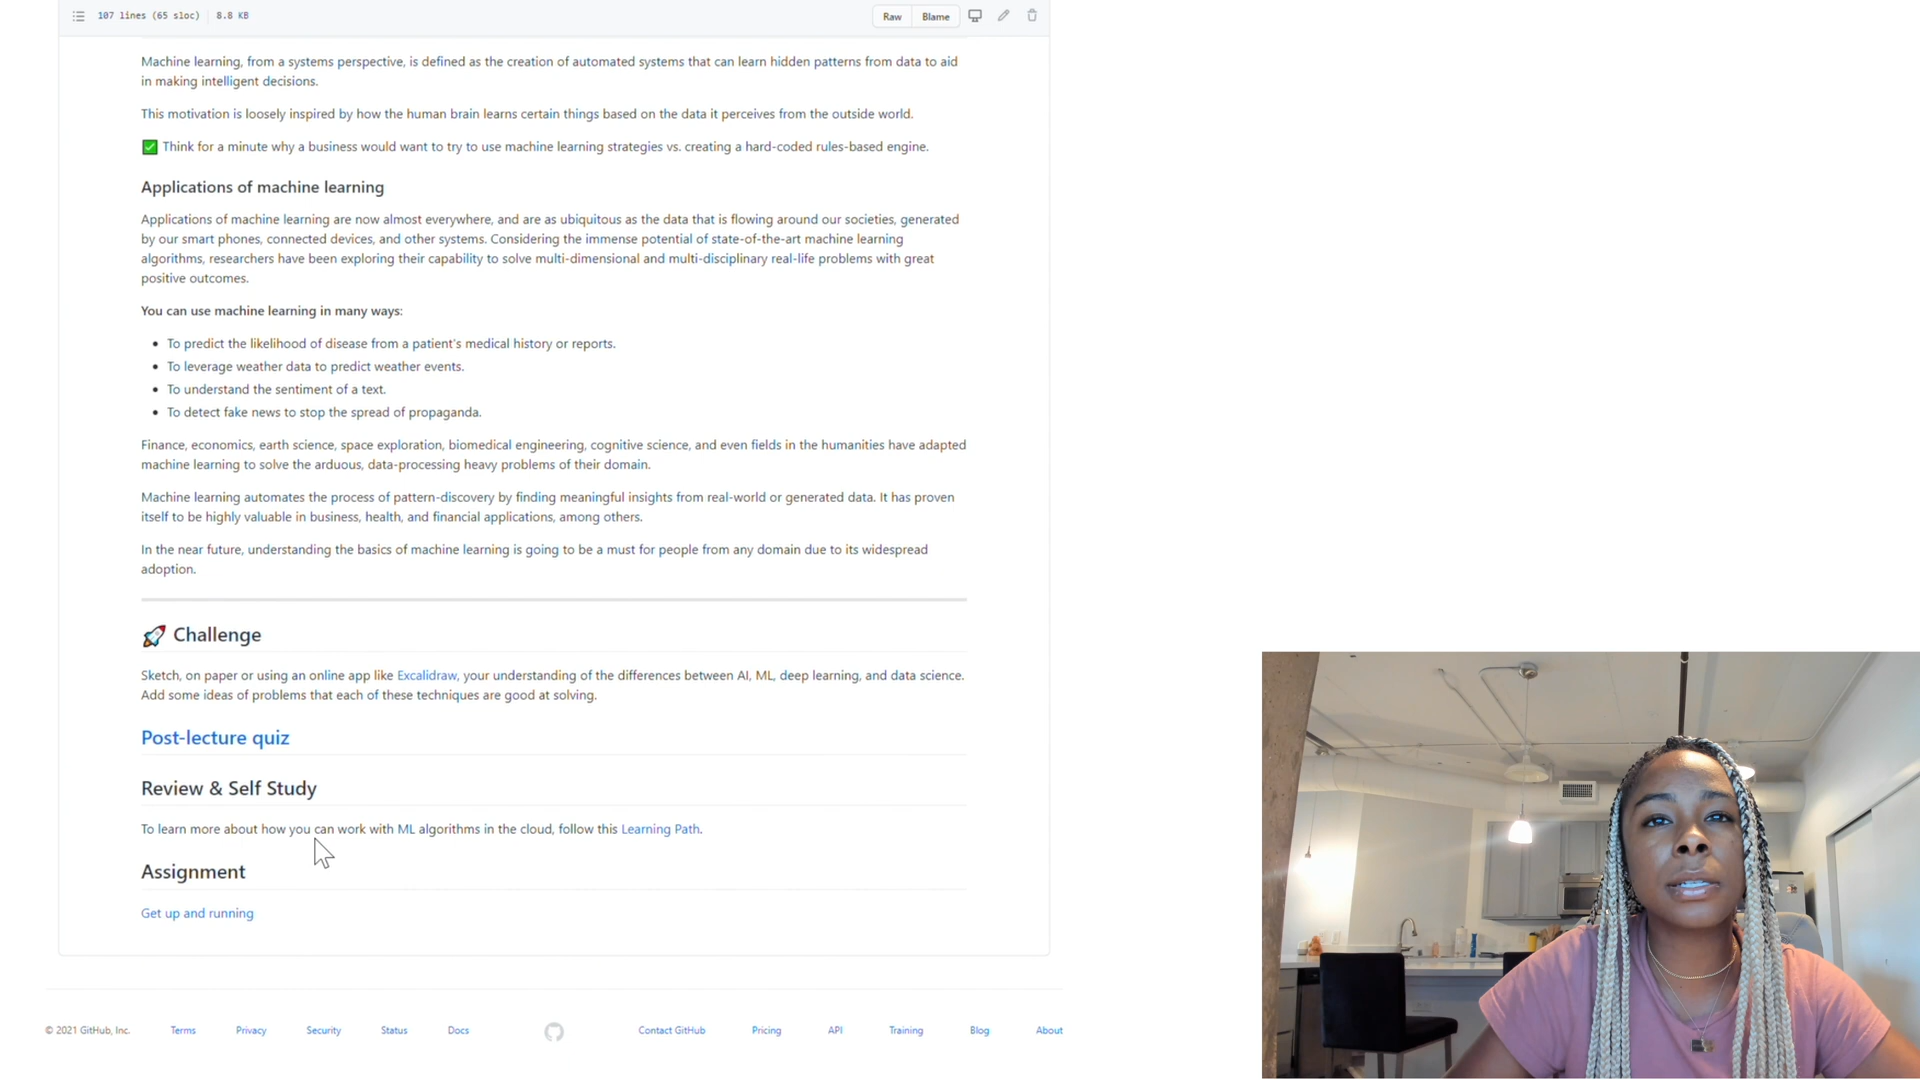 107 lines (65 sloc) 8.8 KB
Raw Blame
Machine learning, from a systems perspective, is defined as the creation of automated systems that can learn hidden patterns from data to aid
in making intelligent decisions.
This motivation is loosely inspired by how the human brain learns certain things based on the data it perceives from the outside world.
Think for a minute why a business would want to try to use machine learning strategies vs. creating a hard-coded rules-based engine.
Applications of machine learning
Applications of machine learning are now almost everywhere, and are as ubiquitous as the data that is flowing around our societies, generated
by our smart phones, connected devices, and other systems. Considering the immense potential of state-of-the-art machine learning
algorithms, researchers have been exploring their capability to solve multi-dimensional and multi-disciplinary real-life problems with great
positive outcomes.
You can use machine learning in many ways:
• To predict the likelihood of disease from a patient's medical history or reports.
• To leverage weather data to predict weather events.
• To understand the sentiment of a text.
• To detect fake news to stop the spread of propaganda.
Finance, economics, earth science, space exploration, biomedical engineering, cognitive science, and even fields in the humanities have adapted
machine learning to solve the arduous, data-processing heavy problems of their domain.
Machine learning automates the process of pattern-discovery by finding meaningful insights from real-world or generated data. It has proven
itself to be highly valuable in business, health, and financial applications, among others.
In the near future, understanding the basics of machine learning is going to be a must for people from any domain due to its widespread
adoption.
🚀 Challenge
Sketch, on paper or using an online app like Excalidraw, your understanding of the differences between AI, ML, deep learning, and data science.
Add some ideas of problems that each of these techniques are good at solving.
Post-lecture quiz
Review & Self Study
To learn more about how you can work with ML algorithms in the cloud, follow this Learning Path.
Assignment
Get up and running
© 2021 GitHub, Inc. Terms Privacy Security Status Docs Contact GitHub Pricing API Training Blog About